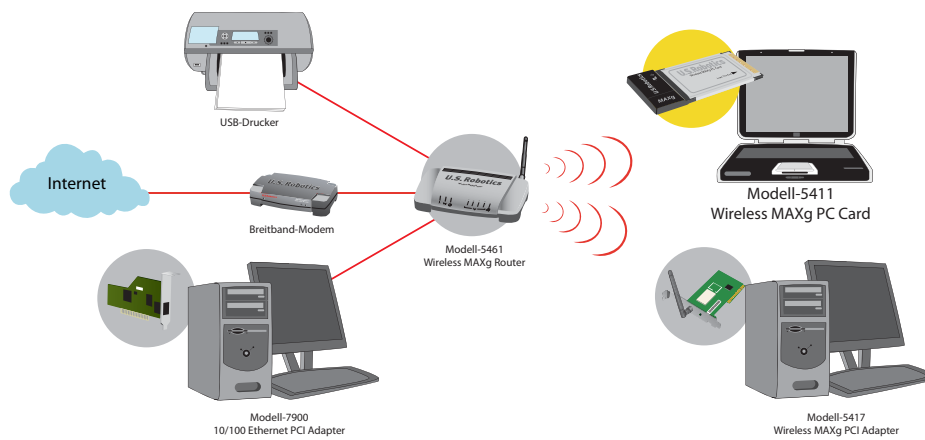 USB-Drucker
U.S. Robotics
U.S. Robotics
MAXg
Modell-5411
Wireless MAXg PC Card
Internet
U.S. Robotics
Breitband-Modem
U.S. Robotics
Modell-5461
Wireless MAXg Router
Modell-7900
10/100 Ethernet PCI Adapter
Modell-5417
Wireless MAXg PCI Adapter